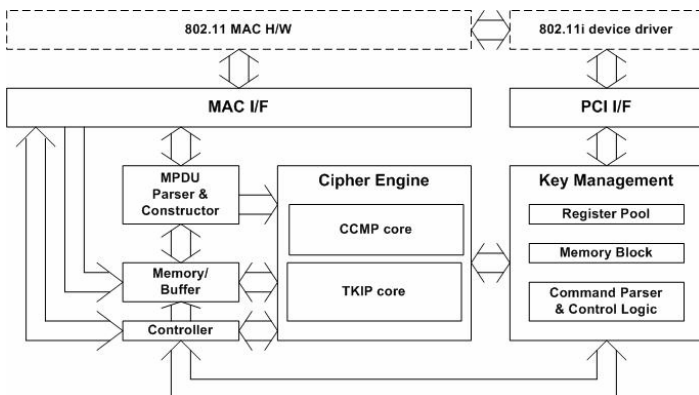 802.11 MAC H/W
802.11i device driver
MAC I/F
PCI I/F
MPDU
Parser &
Constructor
Cipher Engine
Key Management
CCMP core
Register Pool
Memory Block
Memory/
Buffer
TKIP core
Command Parser
& Control Logic
Controller